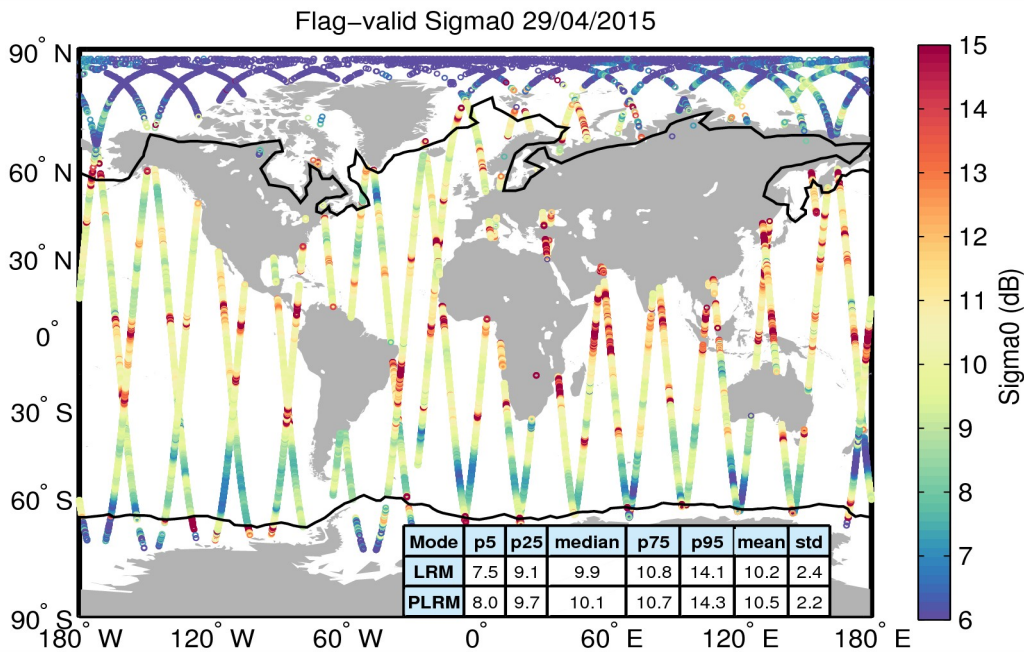 Flag−valid Sigma0 29/04/2015
90° N
60° N
30° N
0°
30° S
60° S
90° S
180° W
120° W
60° W
0°
60° E
120° E
180° E
Mode p5 p25 median p75 p95 mean std
LRM 7.5 9.1 9.9 10.8 14.1 10.2 2.4
PLRM 8.0 9.7 10.1 10.7 14.3 10.5 2.2
15
14
13
12
11
10
9
8
7
6
Sigma0 (dB)